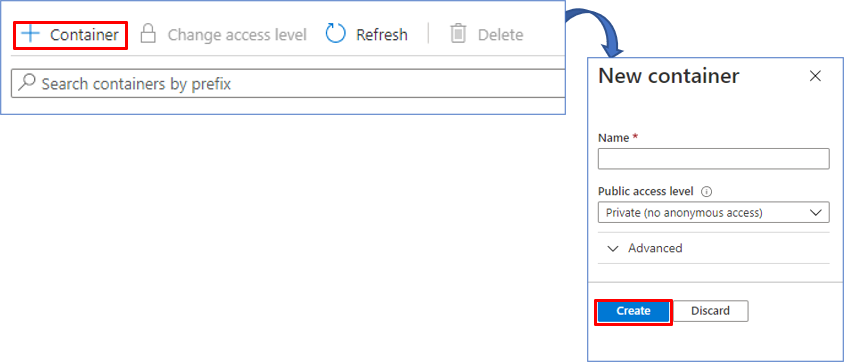 + Container Change access level Refresh Delete
Search containers by prefix
New container
Name *
Public access level
Private (no anonymous access)
Advanced
Create Discard